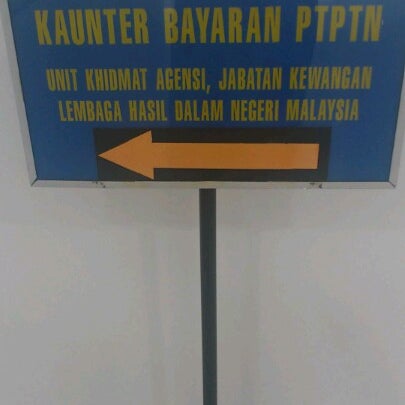 KAUNTER BAYARAN PTPTN
UNIT KHIDMAT AGENSI, JABATAN KEWANGAN
LEMBAGA HASIL DALAM NEGERI MALAYSIA